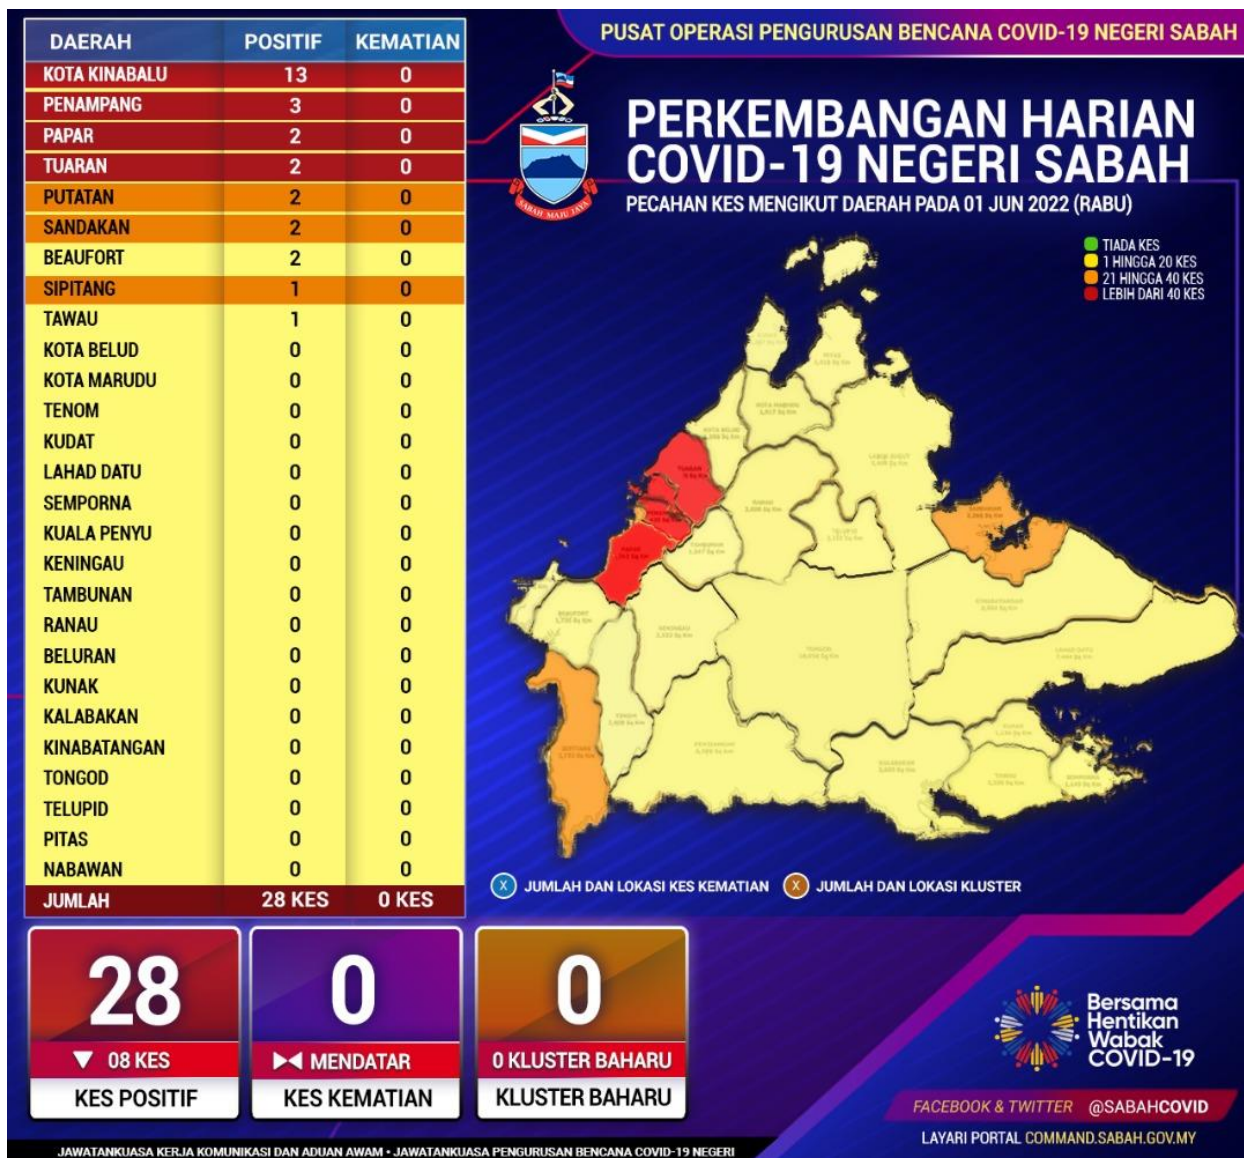 PUSAT OPERASI PENGURUSAN BENCANA COVID-19 NEGERI SABAH
DAERAH POSITIF KEMATIAN
KOTA KINABALU 13 0
PENAMPANG 3 0
PAPAR 2 0
TUARAN 2 0
PUTATAN 2 0
SANDAKAN 2 0
BEAUFORT 2 0
SIPITANG 1 0
TAWAU 1 0
KOTA BELUD 0 0
KOTA MARUDU 0 0
TENOM 0 0
KUDAT 0 0
LAHAD DATU 0 0
SEMPORNA 0 0
KUALA PENYU 0 0
KENINGAU 0 0
TAMBUNAN 0 0
RANAU 0 0
BELURAN 0 0
KUNAK 0 0
KALABAKAN 0 0
KINABATANGAN 0 0
TONGOD 0 0
TELUPID 0 0
PITAS 0 0
NABAWAN 0 0
JUMLAH 28 KES 0 KES
SABAH MAJU JAYA
PERKEMBANGAN HARIAN
COVID-19 NEGERI SABAH
PECAHAN KES MENGIKUT DAERAH PADA 01 JUN 2022 (RABU)
TIADA KES
1 HINGGA 20 KES
21 HINGGA 40 KES
LEBIH DARI 40 KES
X JUMLAH DAN LOKASI KES KEMATIAN X JUMLAH DAN LOKASI KLUSTER
28
▼ 08 KES
KES POSITIF
0
MENDATAR
KES KEMATIAN
0
0 KLUSTER BAHARU
KLUSTER BAHARU
Bersama
Hentikan
Wabak
COVID-19
FACEBOOK & TWITTER @SABAHCOVID
LAYARI PORTAL COMMAND.SABAH.GOV.MY
JAWATANKUASA KERJA KOMUNIKASI DAN ADUAN AWAM • JAWATANKUASA PENGURUSAN BENCANA COVID-19 NEGERI